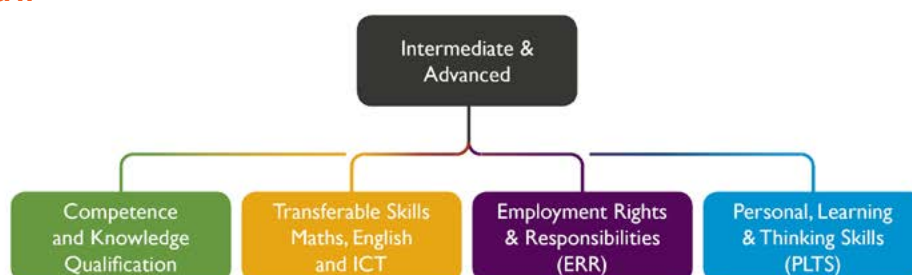 Intermediate &
Advanced
Competence
and Knowledge
Qualification
Transferable Skills
Maths, English
and ICT
Employment Rights
& Responsibilities
(ERR)
Personal, Learning
& Thinking Skills
(PLTS)